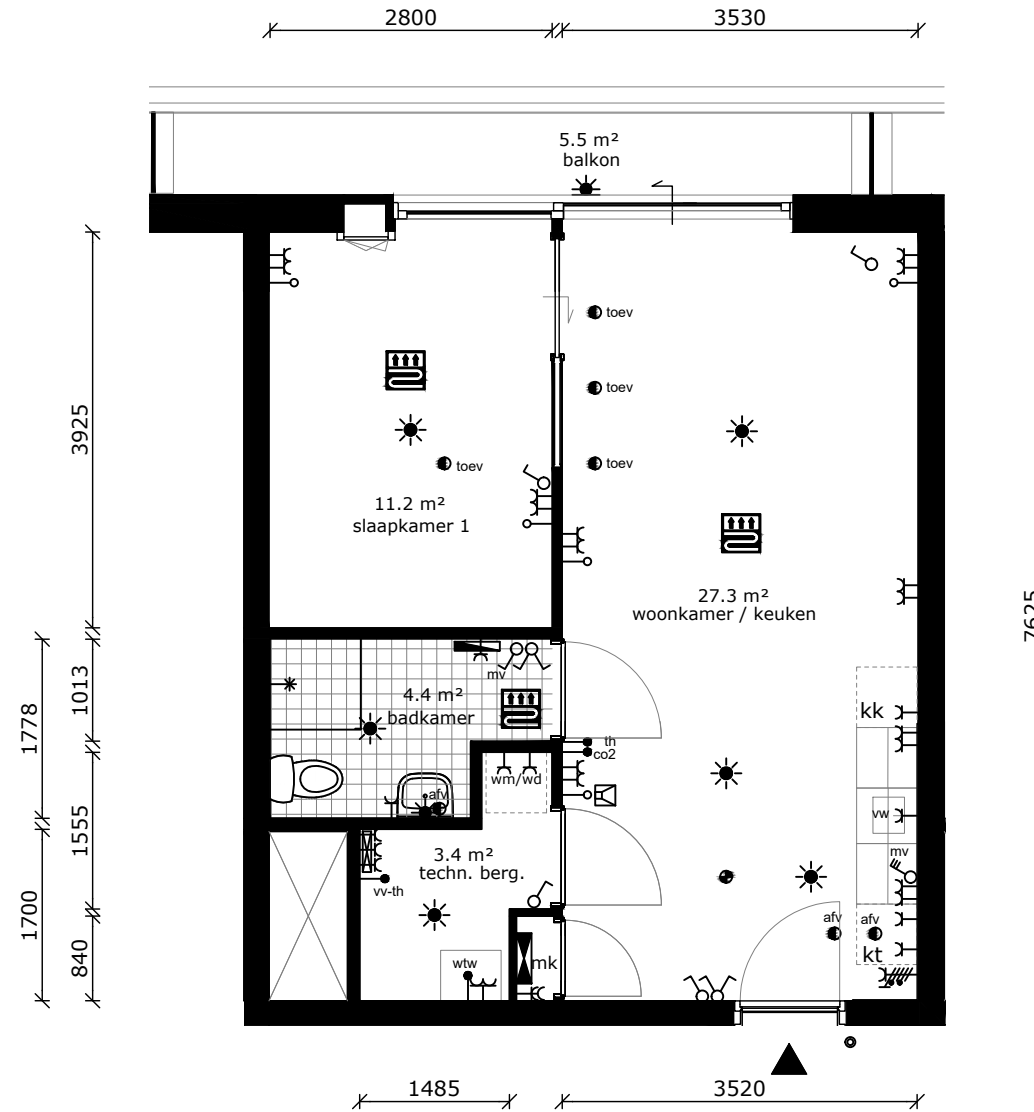 2800
3530
5.5 m²
balkon
toev
toev
toev
toev
3925
11.2 m²
slaapkamer 1
27.3 m²
woonkamer / keuken
7625
mv
4.4 m²
badkamer
1013
1778
kk
th
co2
wm/wd
afv
vw
mv
1555
3.4 m²
techn. berg.
vv-th
1700
840
afv
afv
kt
wtw
mk
1485
3520